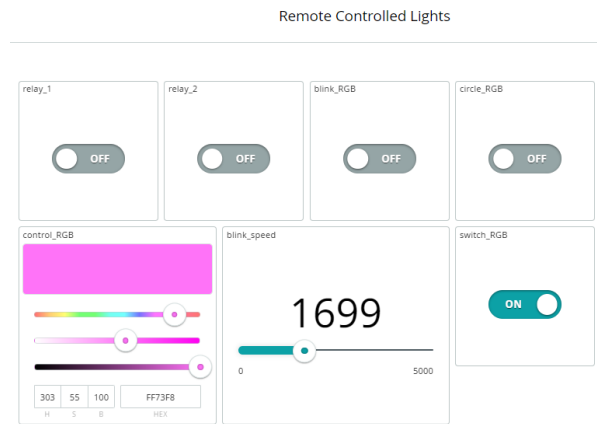 Remote Controlled Lights
relay_1
relay_2
blink_RGB
circle_RGB
OFF
OFF
OFF
OFF
control_RGB
blink_speed
switch_RGB
1699
ON
0
5000
303
55
100
FF73F8
H
S
B
HEX